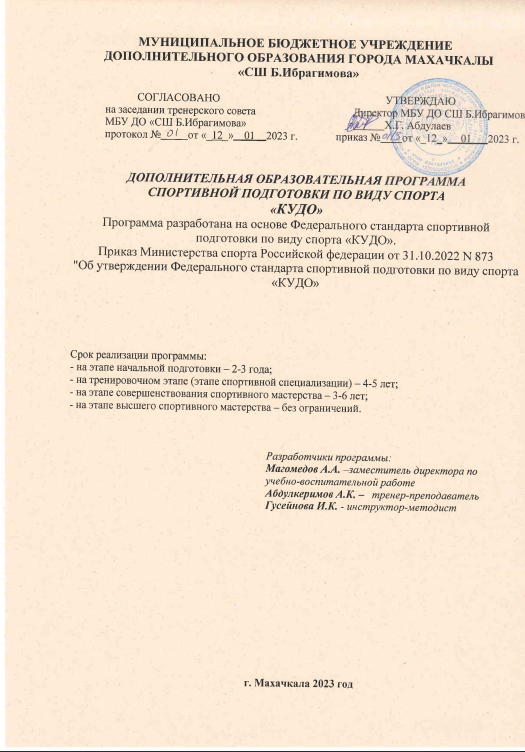 МУНИЦИПАЛЬНОЕ БЮДЖЕТНОЕ УЧРЕЖДЕНИЕ
ДОПОЛНИТЕЛЬНОГО ОБРАЗОВАНИЯ ГОРОДА МАХАЧКАЛЫ
«СШ Б.Ибрагимова»
СОГЛАСОВАНО
на заседании тренерского совета
МБУ ДО «СШ Б.Ибрагимова»
протокол № 01 от « 12 » 01 2023 г.
УТВЕРЖДАЮ
Директор МБУ ДО СШ Б.Ибрагимов
Х.Г. Абдулаев
приказ № от « 12 » 01 2023 г.
ДОПОЛНИТЕЛЬНАЯ ОБРАЗОВАТЕЛЬНАЯ ПРОГРАММА
СПОРТИВНОЙ ПОДГОТОВКИ ПО ВИДУ СПОРТА
«КУДО»
Программа разработана на основе Федерального стандарта спортивной
подготовки по виду спорта «КУДО».
Приказ Министерства спорта Российской федерации от 31.10.2022 N 873
"Об утверждении Федерального стандарта спортивной подготовки по виду спорта
«КУДО»
Срок реализации программы:
- на этапе начальной подготовки – 2-3 года;
- на тренировочном этапе (этапе спортивной специализации) – 4-5 лет;
- на этапе совершенствования спортивного мастерства – 3-6 лет;
- на этапе высшего спортивного мастерства – без ограничений.
Разработчики программы:
Магомедов А.А. –заместитель директора по
учебно-воспитательной работе
Абдулкеримов А.К. – тренер-преподаватель
Гусейнова И.К. - инструктор-методист
г. Махачкала 2023 год